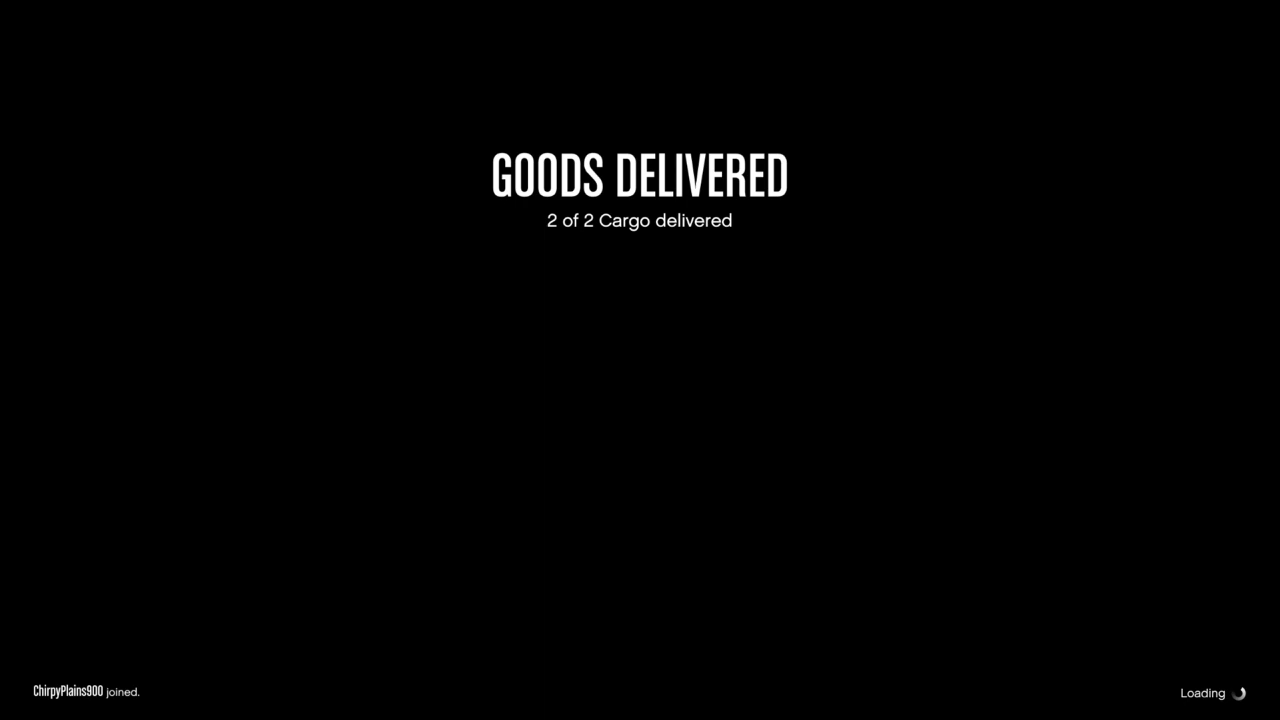 GOODS DELIVERED
2 of 2 Cargo delivered
ChirpyPlains900 joined.
Loading